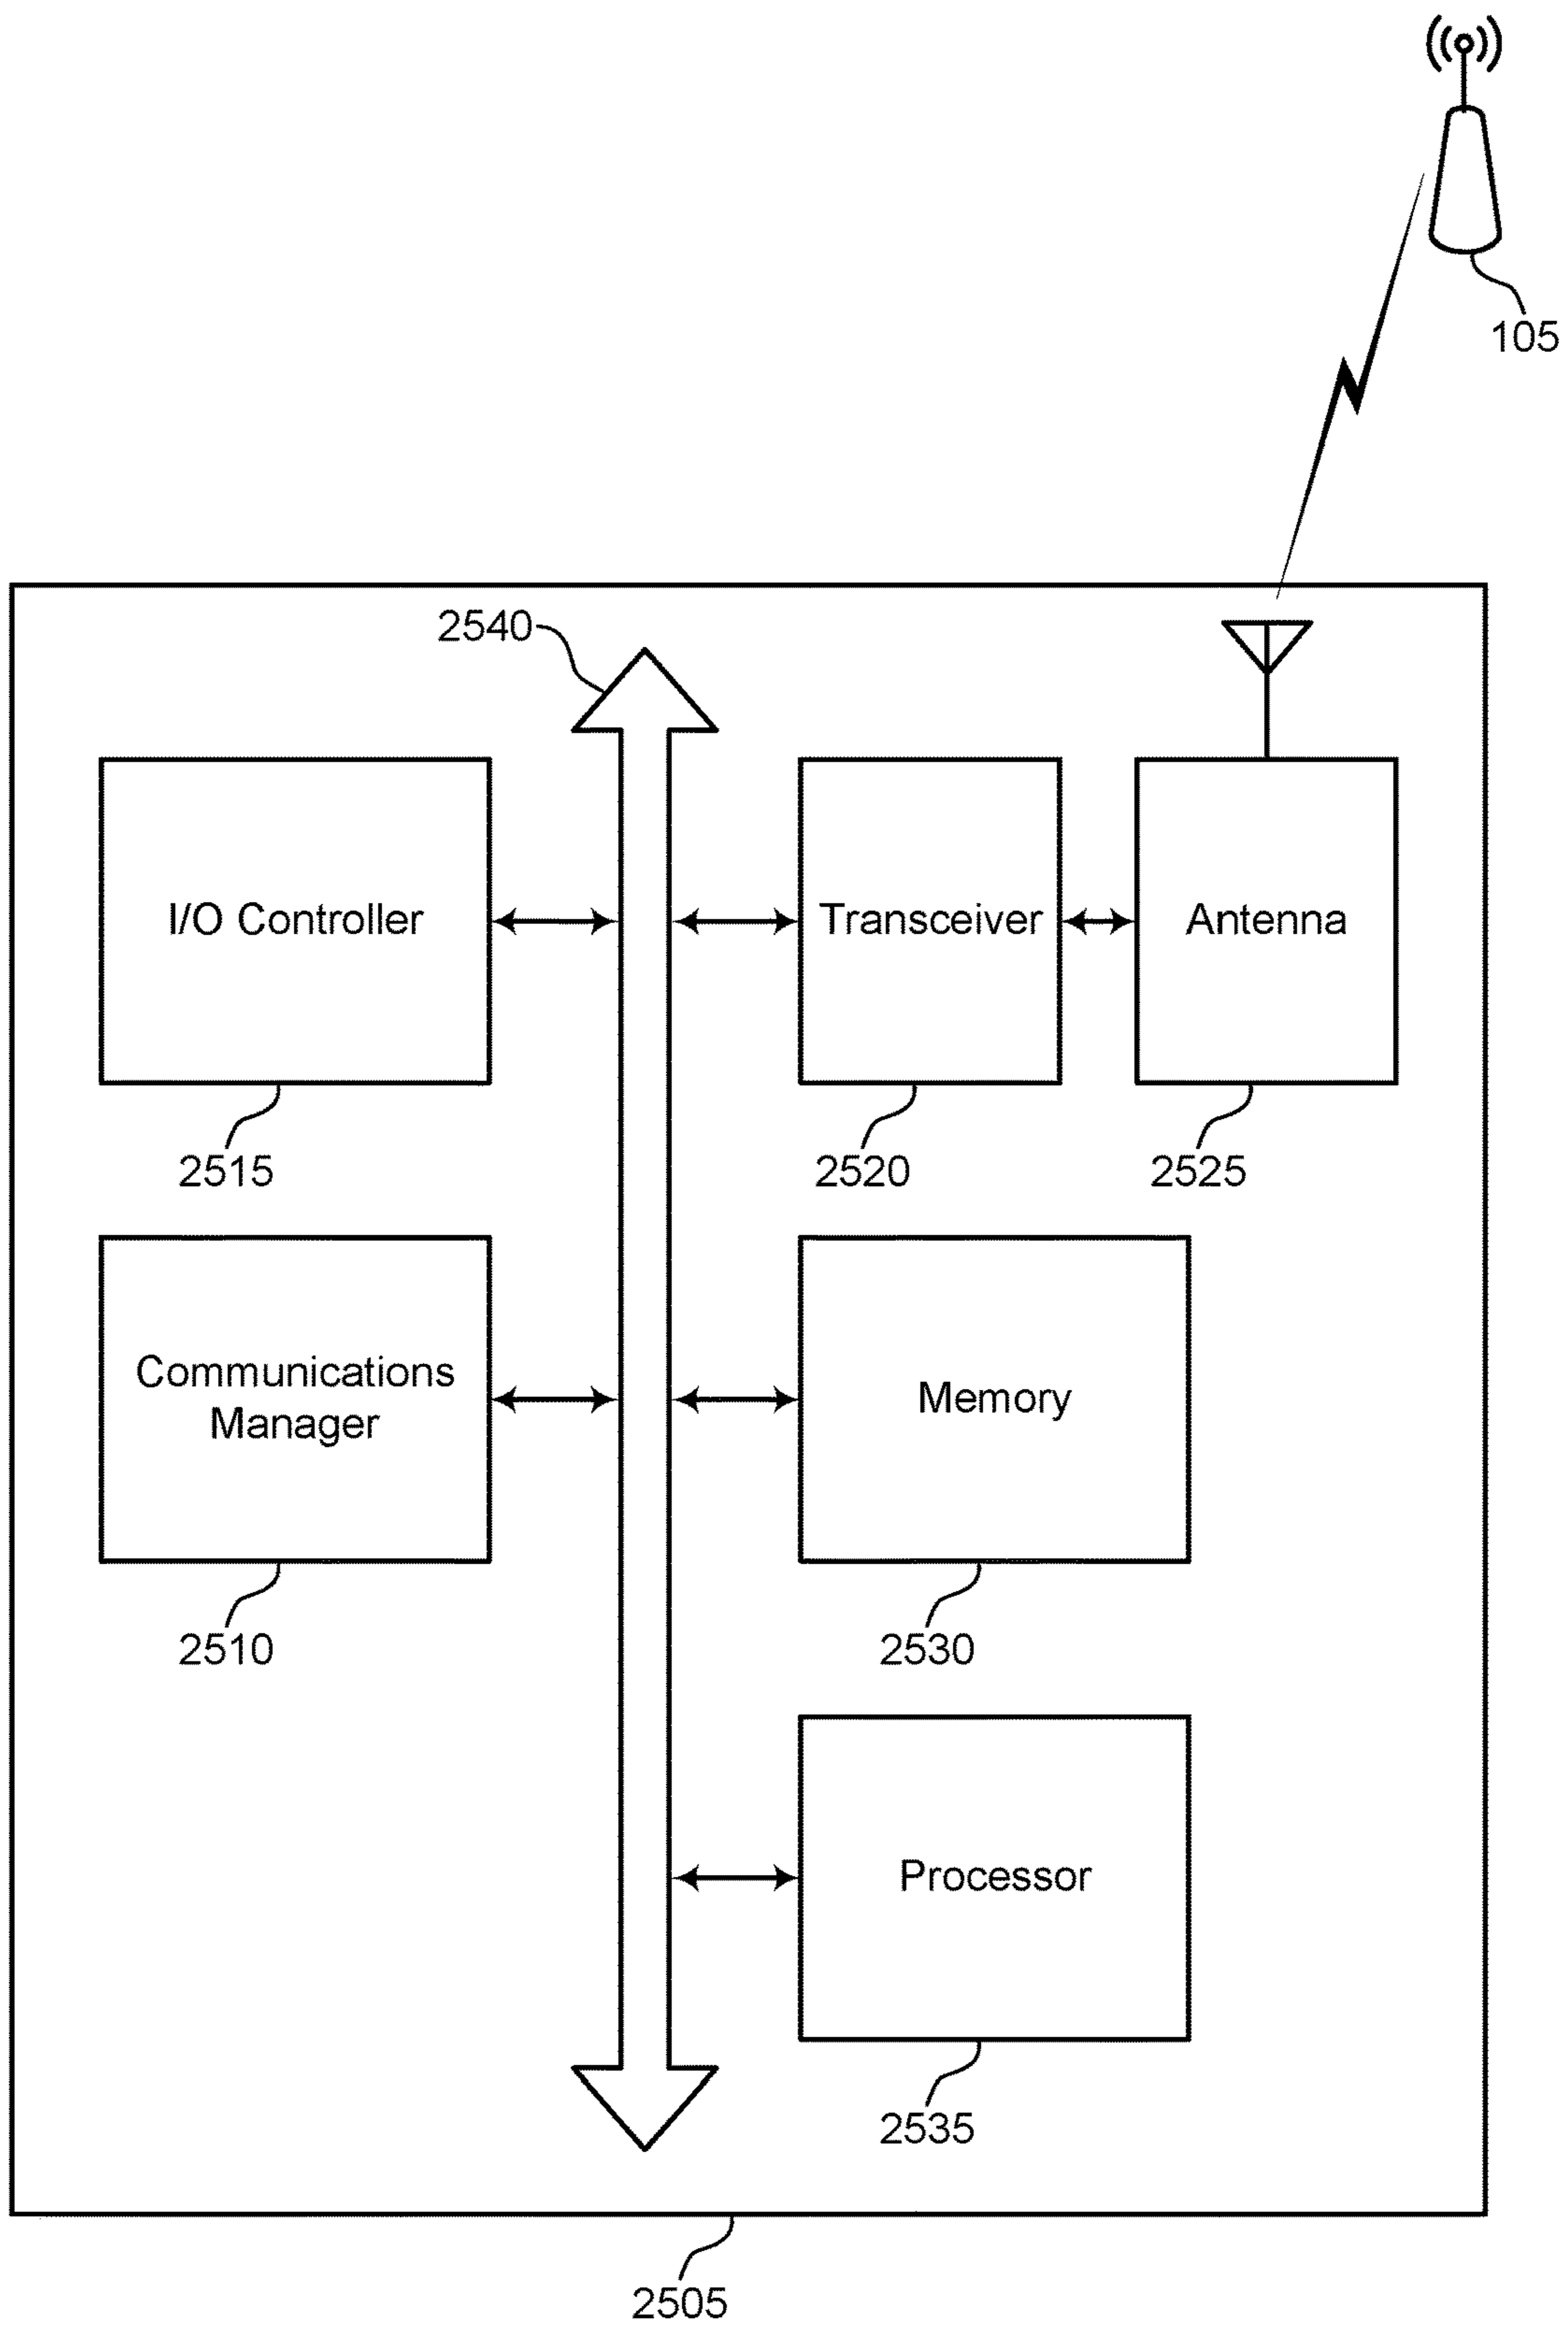 105
2540
I/O Controller
Transceiver
Antenna
2515
2520
2525
Communications
Manager
Memory
2510
2530
Processor
2535
2505